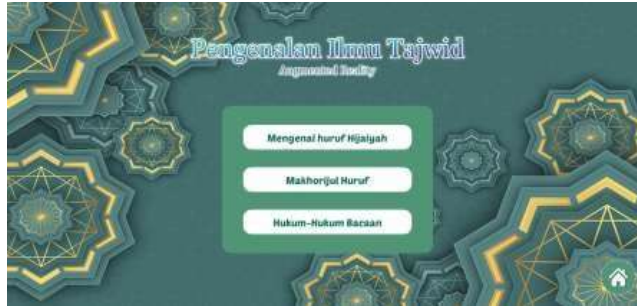 Pengenalan Ilmu Tajwid
Augmented Reality
Mengenal huruf Hijaiyah
Makhorijul Huruf
Hukum-Hukum Bacaan